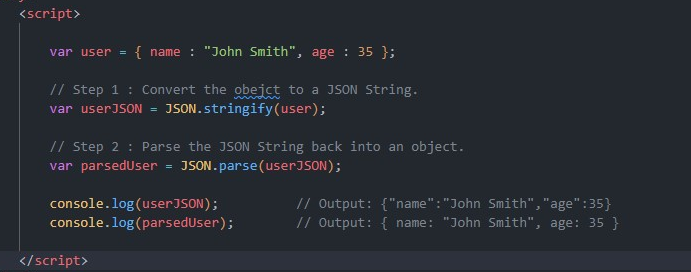 <script>
var user = { name : "John Smith", age : 35 };
// Step 1 : Convert the obejct to a JSON String.
var userJSON = JSON.stringify(user);
// Step 2 : Parse the JSON String back into an object.
var parsedUser = JSON.parse(userJSON);
console.log(userJSON); // Output: {"name":"John Smith","age":35}
console.log(parsedUser); // Output: { name: "John Smith", age: 35 }
</script>